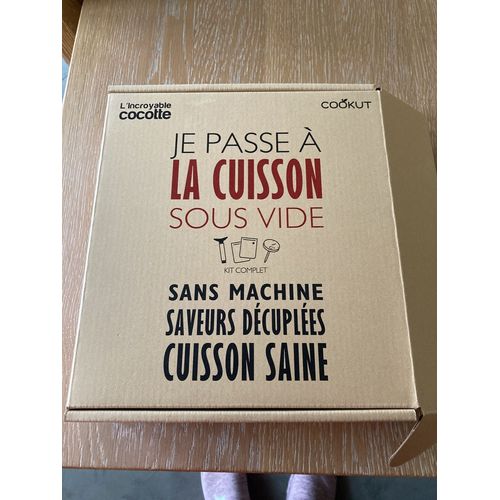 L'incroyable
cocotte
COOKUT
JE PASSE À
LA CUISSON
SOUS VIDE
KIT COMPLET
SANS MACHINE
SAVEURS DÉCUPLÉES
CUISSON SAINE